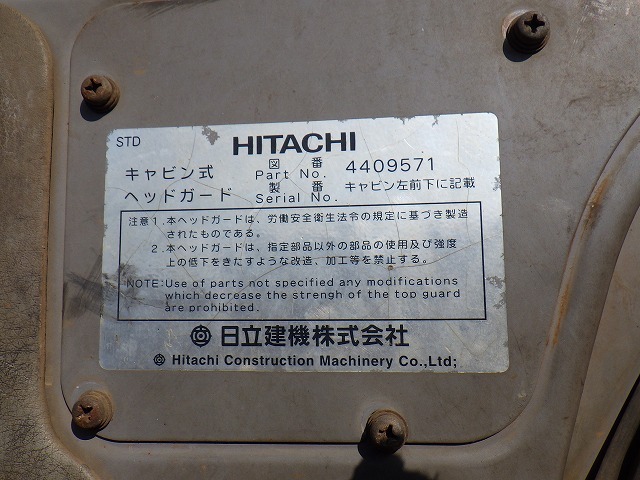 STD
HITACHI
キャビン式 図番 4409571
Part No.
ヘッドガード 製番 キャビン左前下に記載
Serial No.
注意 1.本ヘッドガードは、労働安全衛生法令の規定に基づき製造
されたものである。
2.本ヘッドガードは、指定部品以外の部品の使用及び強度
上の低下をきたすような改造、加工等を禁止する。
NOTE:Use of parts not specified any modifications
which decrease the strengh of the top guard
are prohibited.
日立建機株式会社
Hitachi Construction Machinery Co.,Ltd;